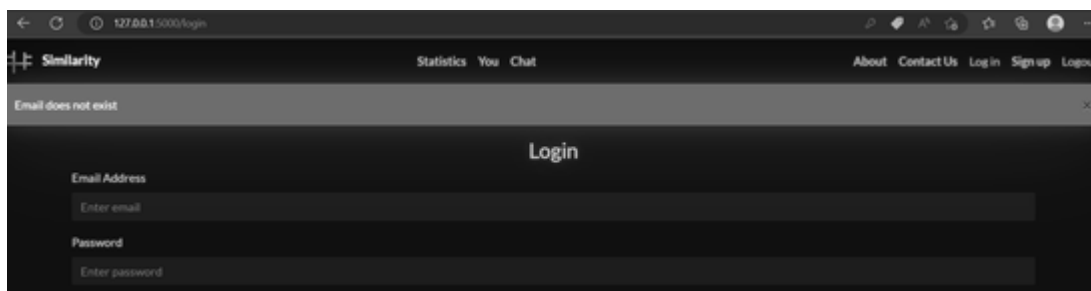 127.0.0.1:5000/login
Similarity Statistics You Chat About Contact Us Log in Sign up Logou
Email does not exist
Login
Email Address
Enter email
Password
Enter password